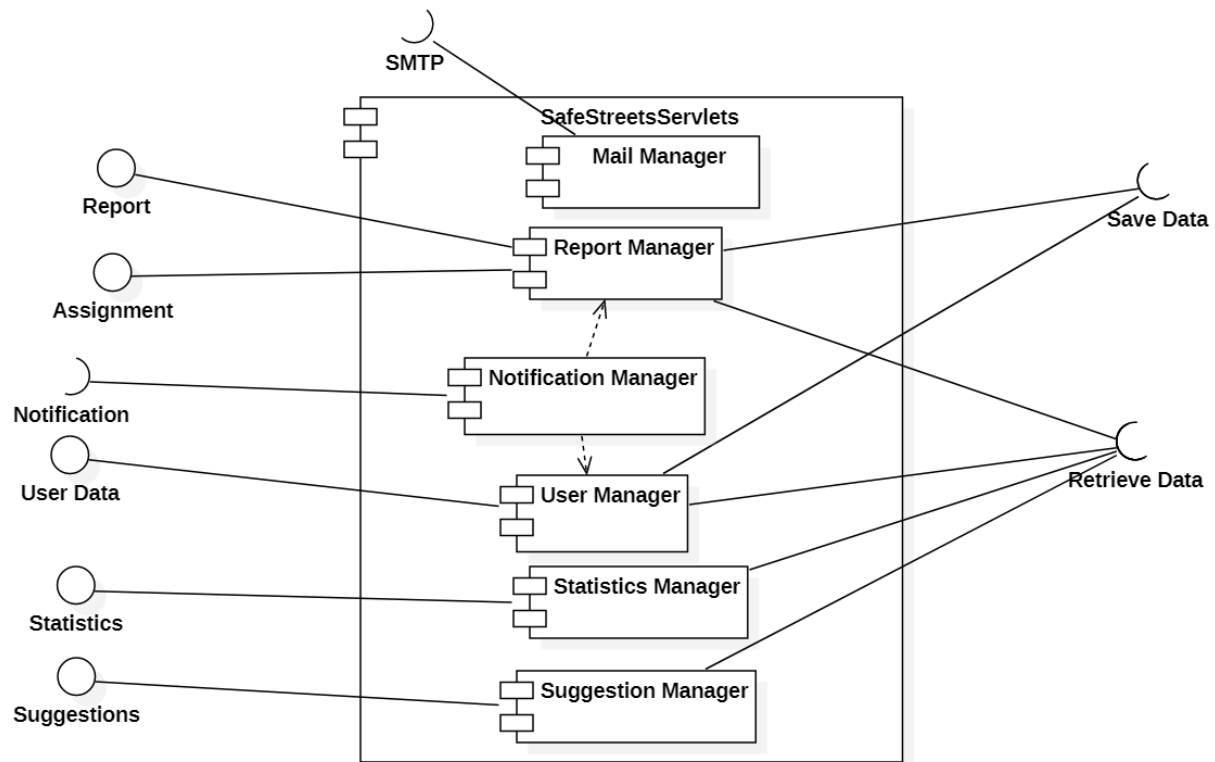 SMTP
SafeStreetsServlets
Mail Manager
Report
Report Manager
Save Data
Assignment
Notification Manager
Notification
User Data
User Manager
Retrieve Data
Statistics Manager
Statistics
Suggestion Manager
Suggestions